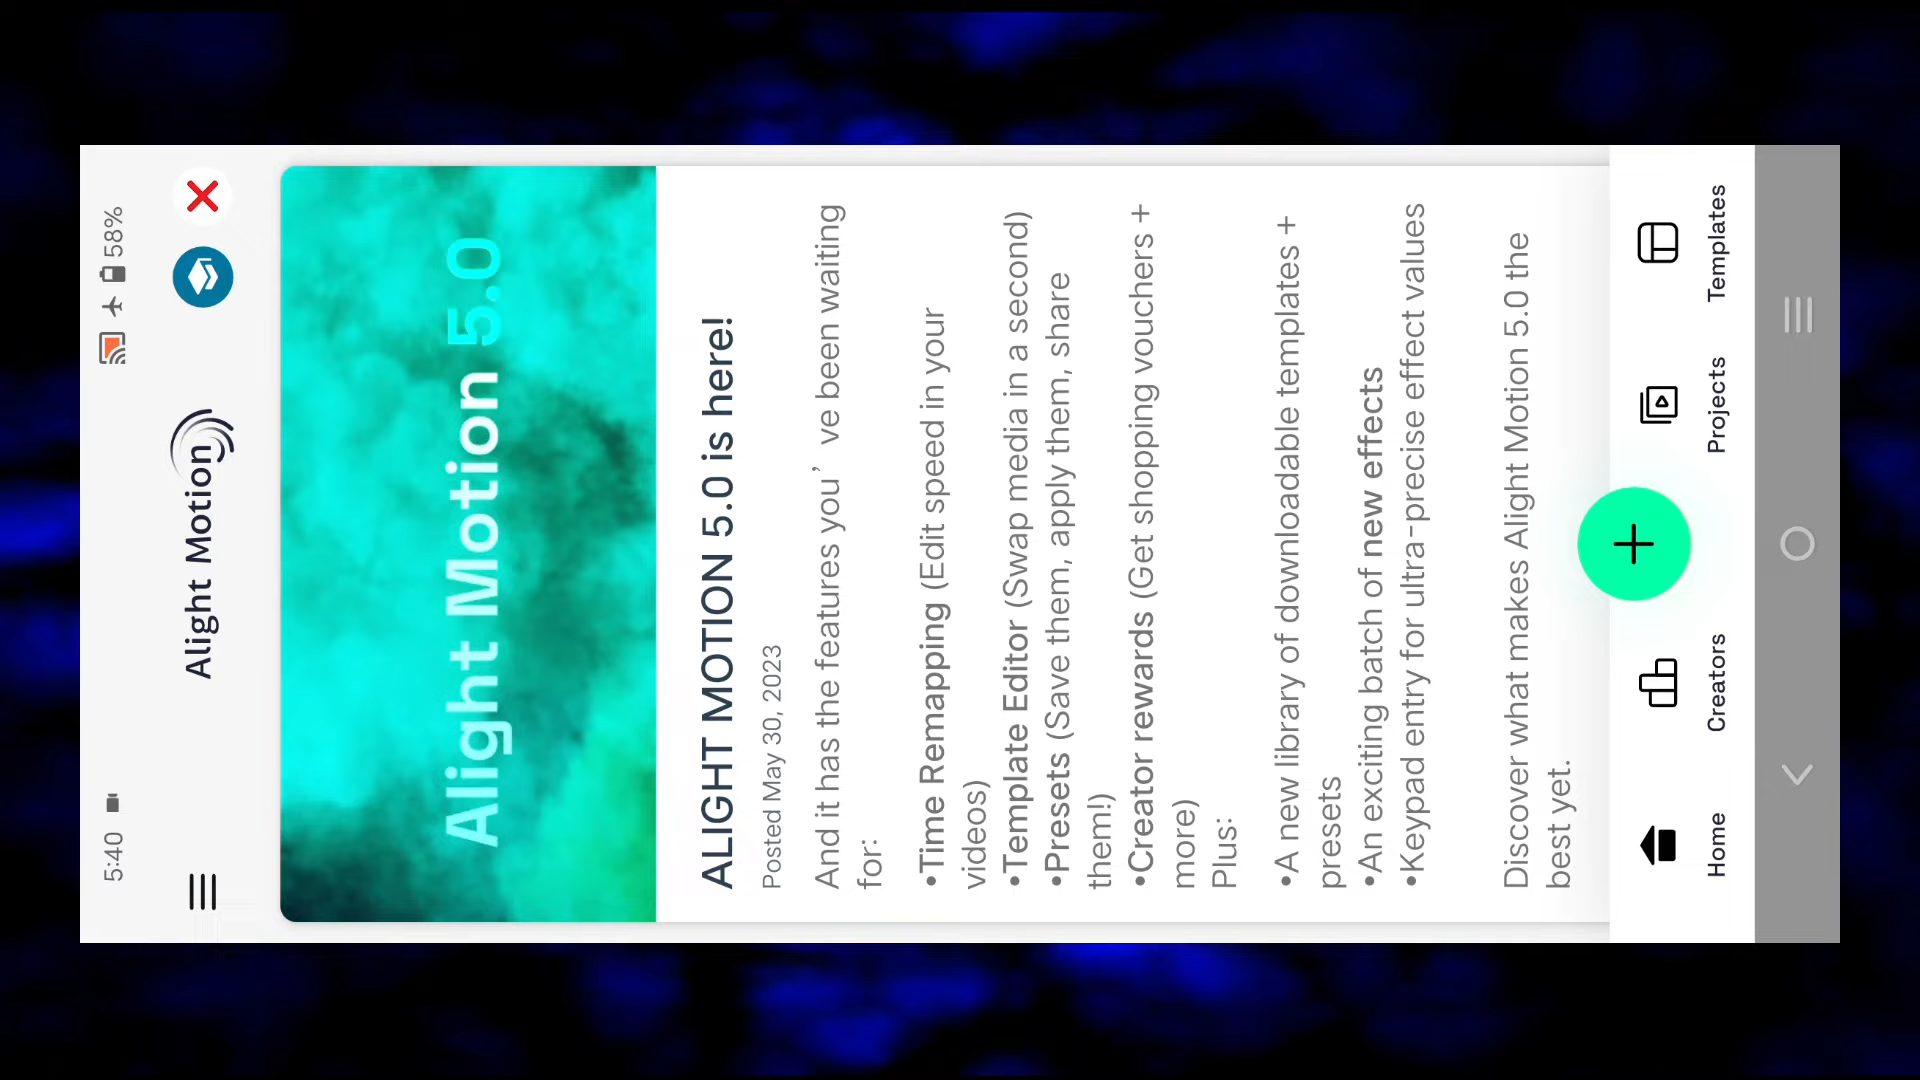 5:40
58%
Alight Motion
Alight Motion 5.0
ALIGHT MOTION 5.0 is here!
Posted May 30, 2023
And it has the features you’ve been waiting
for:
•Time Remapping (Edit speed in your
videos)
•Template Editor (Swap media in a second)
•Presets (Save them, apply them, share
them!)
•Creator rewards (Get shopping vouchers +
more)
Plus:
•A new library of downloadable templates +
presets
•An exciting batch of new effects
•Keypad entry for ultra-precise effect values
Discover what makes Alight Motion 5.0 the
best yet.
Home
Creators
Projects
Templates